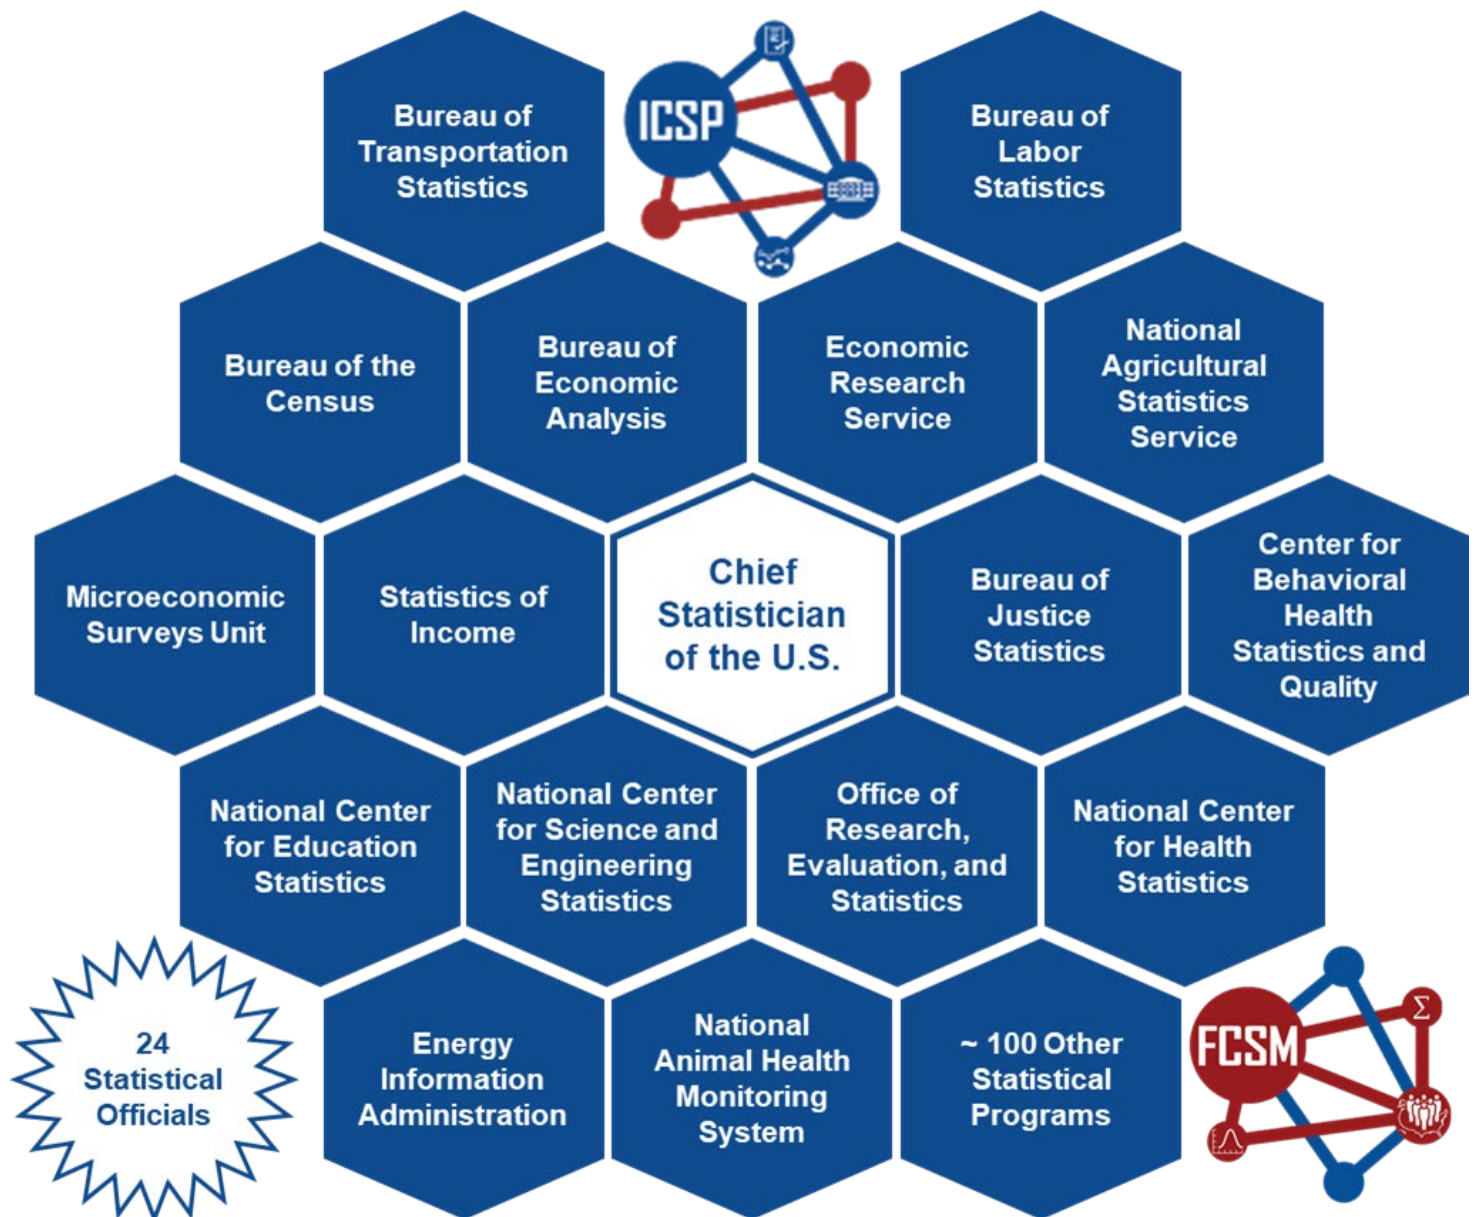 Bureau of
Transportation
Statistics
ICSP
Bureau of
Labor
Statistics
Bureau of the
Census
Bureau of
Economic
Analysis
Economic
Research
Service
National
Agricultural
Statistics
Service
Microeconomic
Surveys Unit
Statistics of
Income
Chief
Statistician
of the U.S.
Bureau of
Justice
Statistics
Center for
Behavioral
Health
Statistics and
Quality
National Center
for Education
Statistics
National Center
for Science and
Engineering
Statistics
Office of
Research,
Evaluation, and
Statistics
National Center
for Health
Statistics
24
Statistical
Officials
Energy
Information
Administration
National
Animal Health
Monitoring
System
~ 100 Other
Statistical
Programs
FCSM
Σ